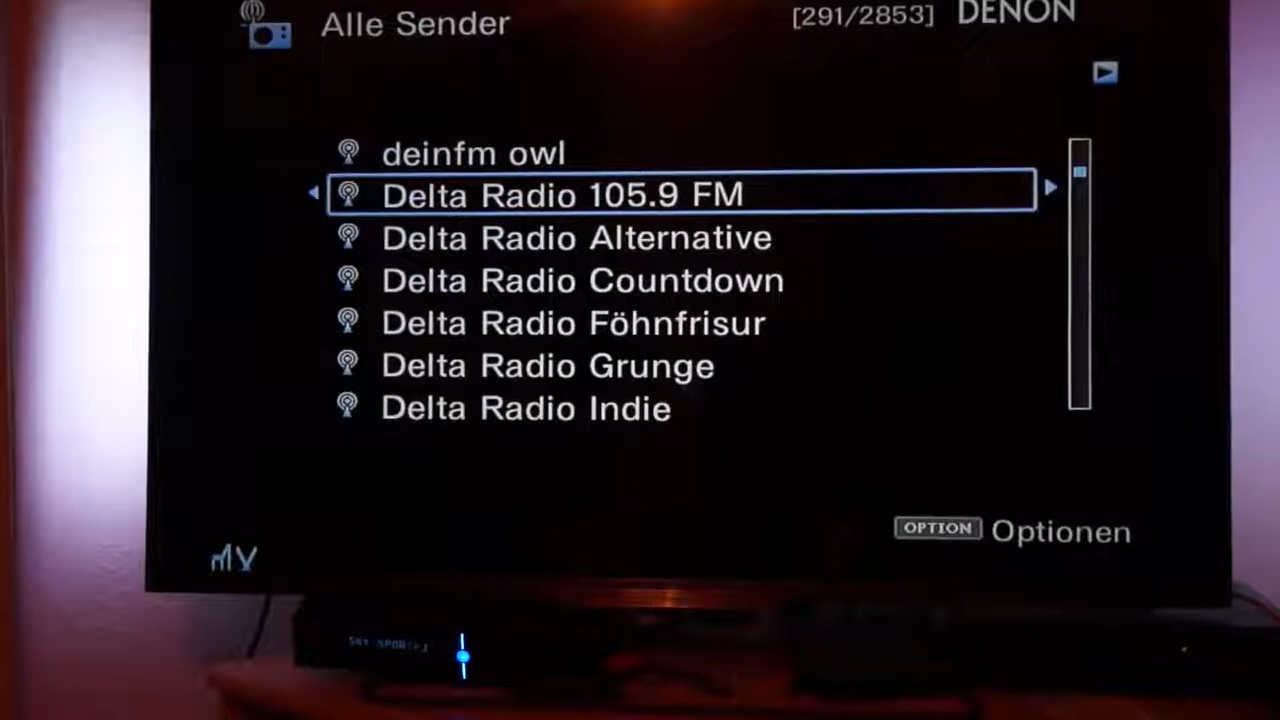 Alle Sender
[291/2853]
DENON
deinfm owl
Delta Radio 105.9 FM
Delta Radio Alternative
Delta Radio Countdown
Delta Radio Föhnfrisur
Delta Radio Grunge
Delta Radio Indie
OPTION Optionen